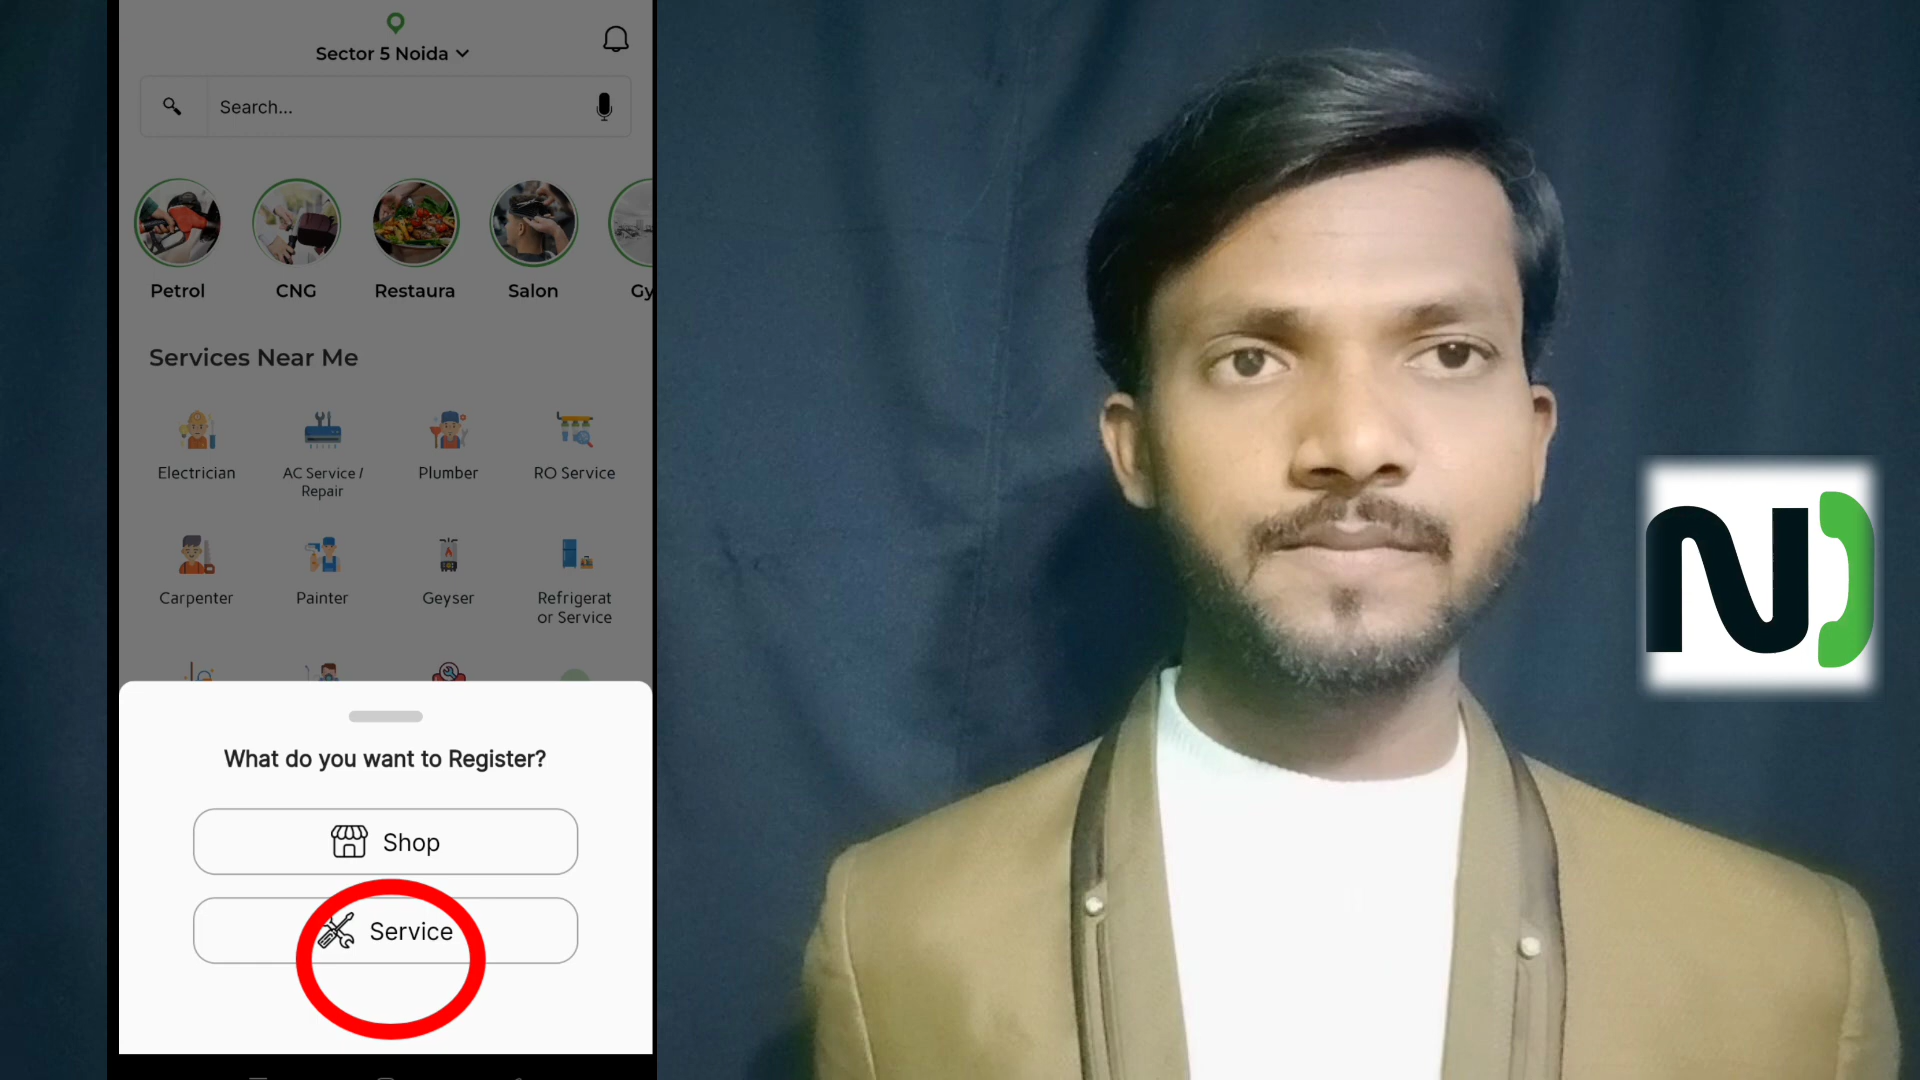 Sector 5 Noida
Search...
Petrol CNG Restaura Salon Gy
Services Near Me
Electrician AC Service / Plumber RO Service
Repair
Carpenter Painter Geyser Refrigerat
or Service
What do you want to Register?
Shop
Service
N